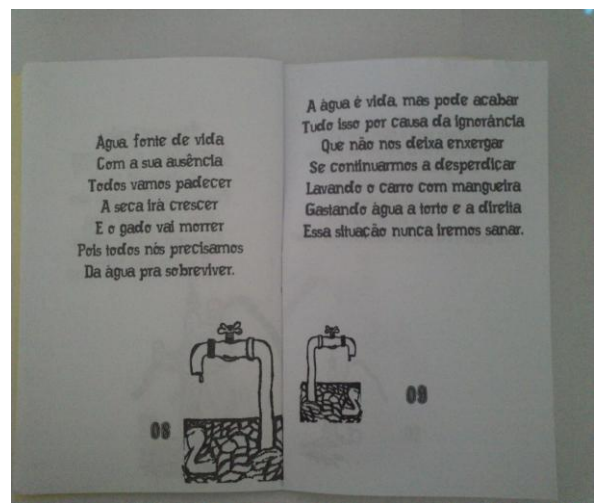 Agua fonte de vida
Com a sua ausência
Todos vamos padecer
A seca irá crescer
E o gado vai morrer
Pois todos nós precisamos
Da água pra sobreviver.
08
A água é vida mas pode acabar
Tudo isso por causa da ignorância
Que não nos deixa enxergar
Se continuarmos a desperdiçar
Lavando o carro com mangueira
Gastando água a torto e a direita
Essa situação nunca iremos sanar.
09